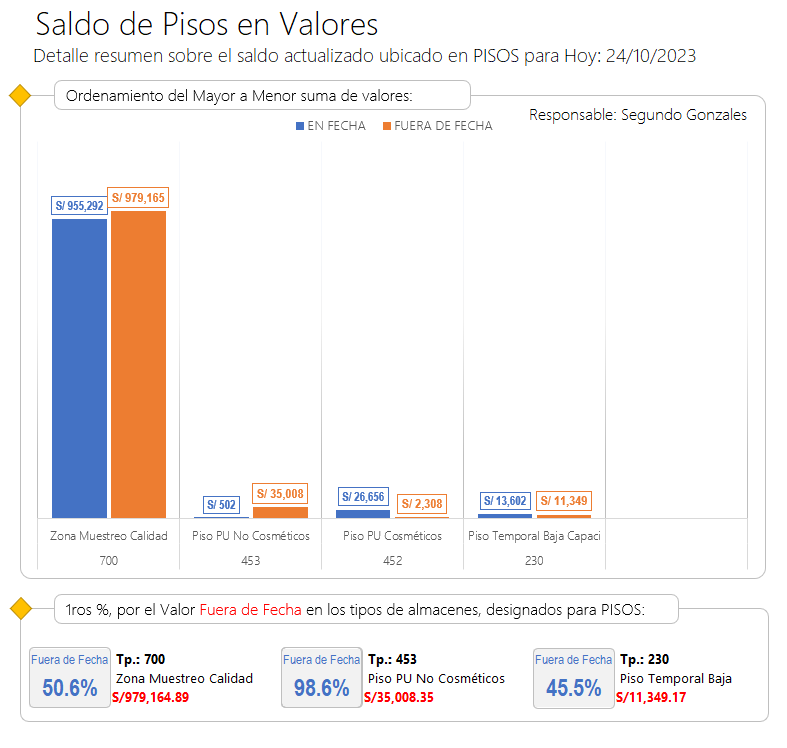 Saldo de Pisos en Valores
Detalle resumen sobre el saldo actualizado ubicado en PISOS para Hoy: 24/10/2023
Ordenamiento del Mayor a Menor suma de valores:
Responsable: Segundo Gonzales
EN FECHA FUERA DE FECHA
S/ 955,292 S/ 979,165
S/ 502 S/ 35,008 S/ 26,656 S/ 2,308 S/ 13,602 S/ 11,349
Zona Muestreo Calidad Piso PU No Cosméticos Piso PU Cosméticos Piso Temporal Baja Capaci
700 453 452 230
1ros %, por el Valor Fuera de Fecha en los tipos de almacenes, designados para PISOS:
Fuera de Fecha Tp.: 700
50.6% Zona Muestreo Calidad
S/979,164.89
Fuera de Fecha Tp.: 453
98.6% Piso PU No Cosméticos
S/35,008.35
Fuera de Fecha Tp.: 230
45.5% Piso Temporal Baja
S/11,349.17